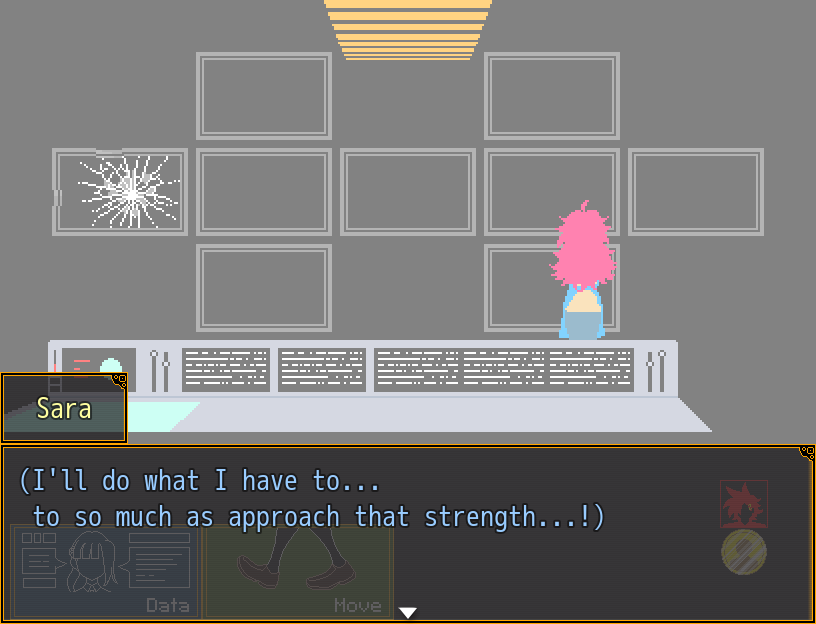 Sara
(I'll do what I have to...
to so much as approach that strength...!)
Data
Move